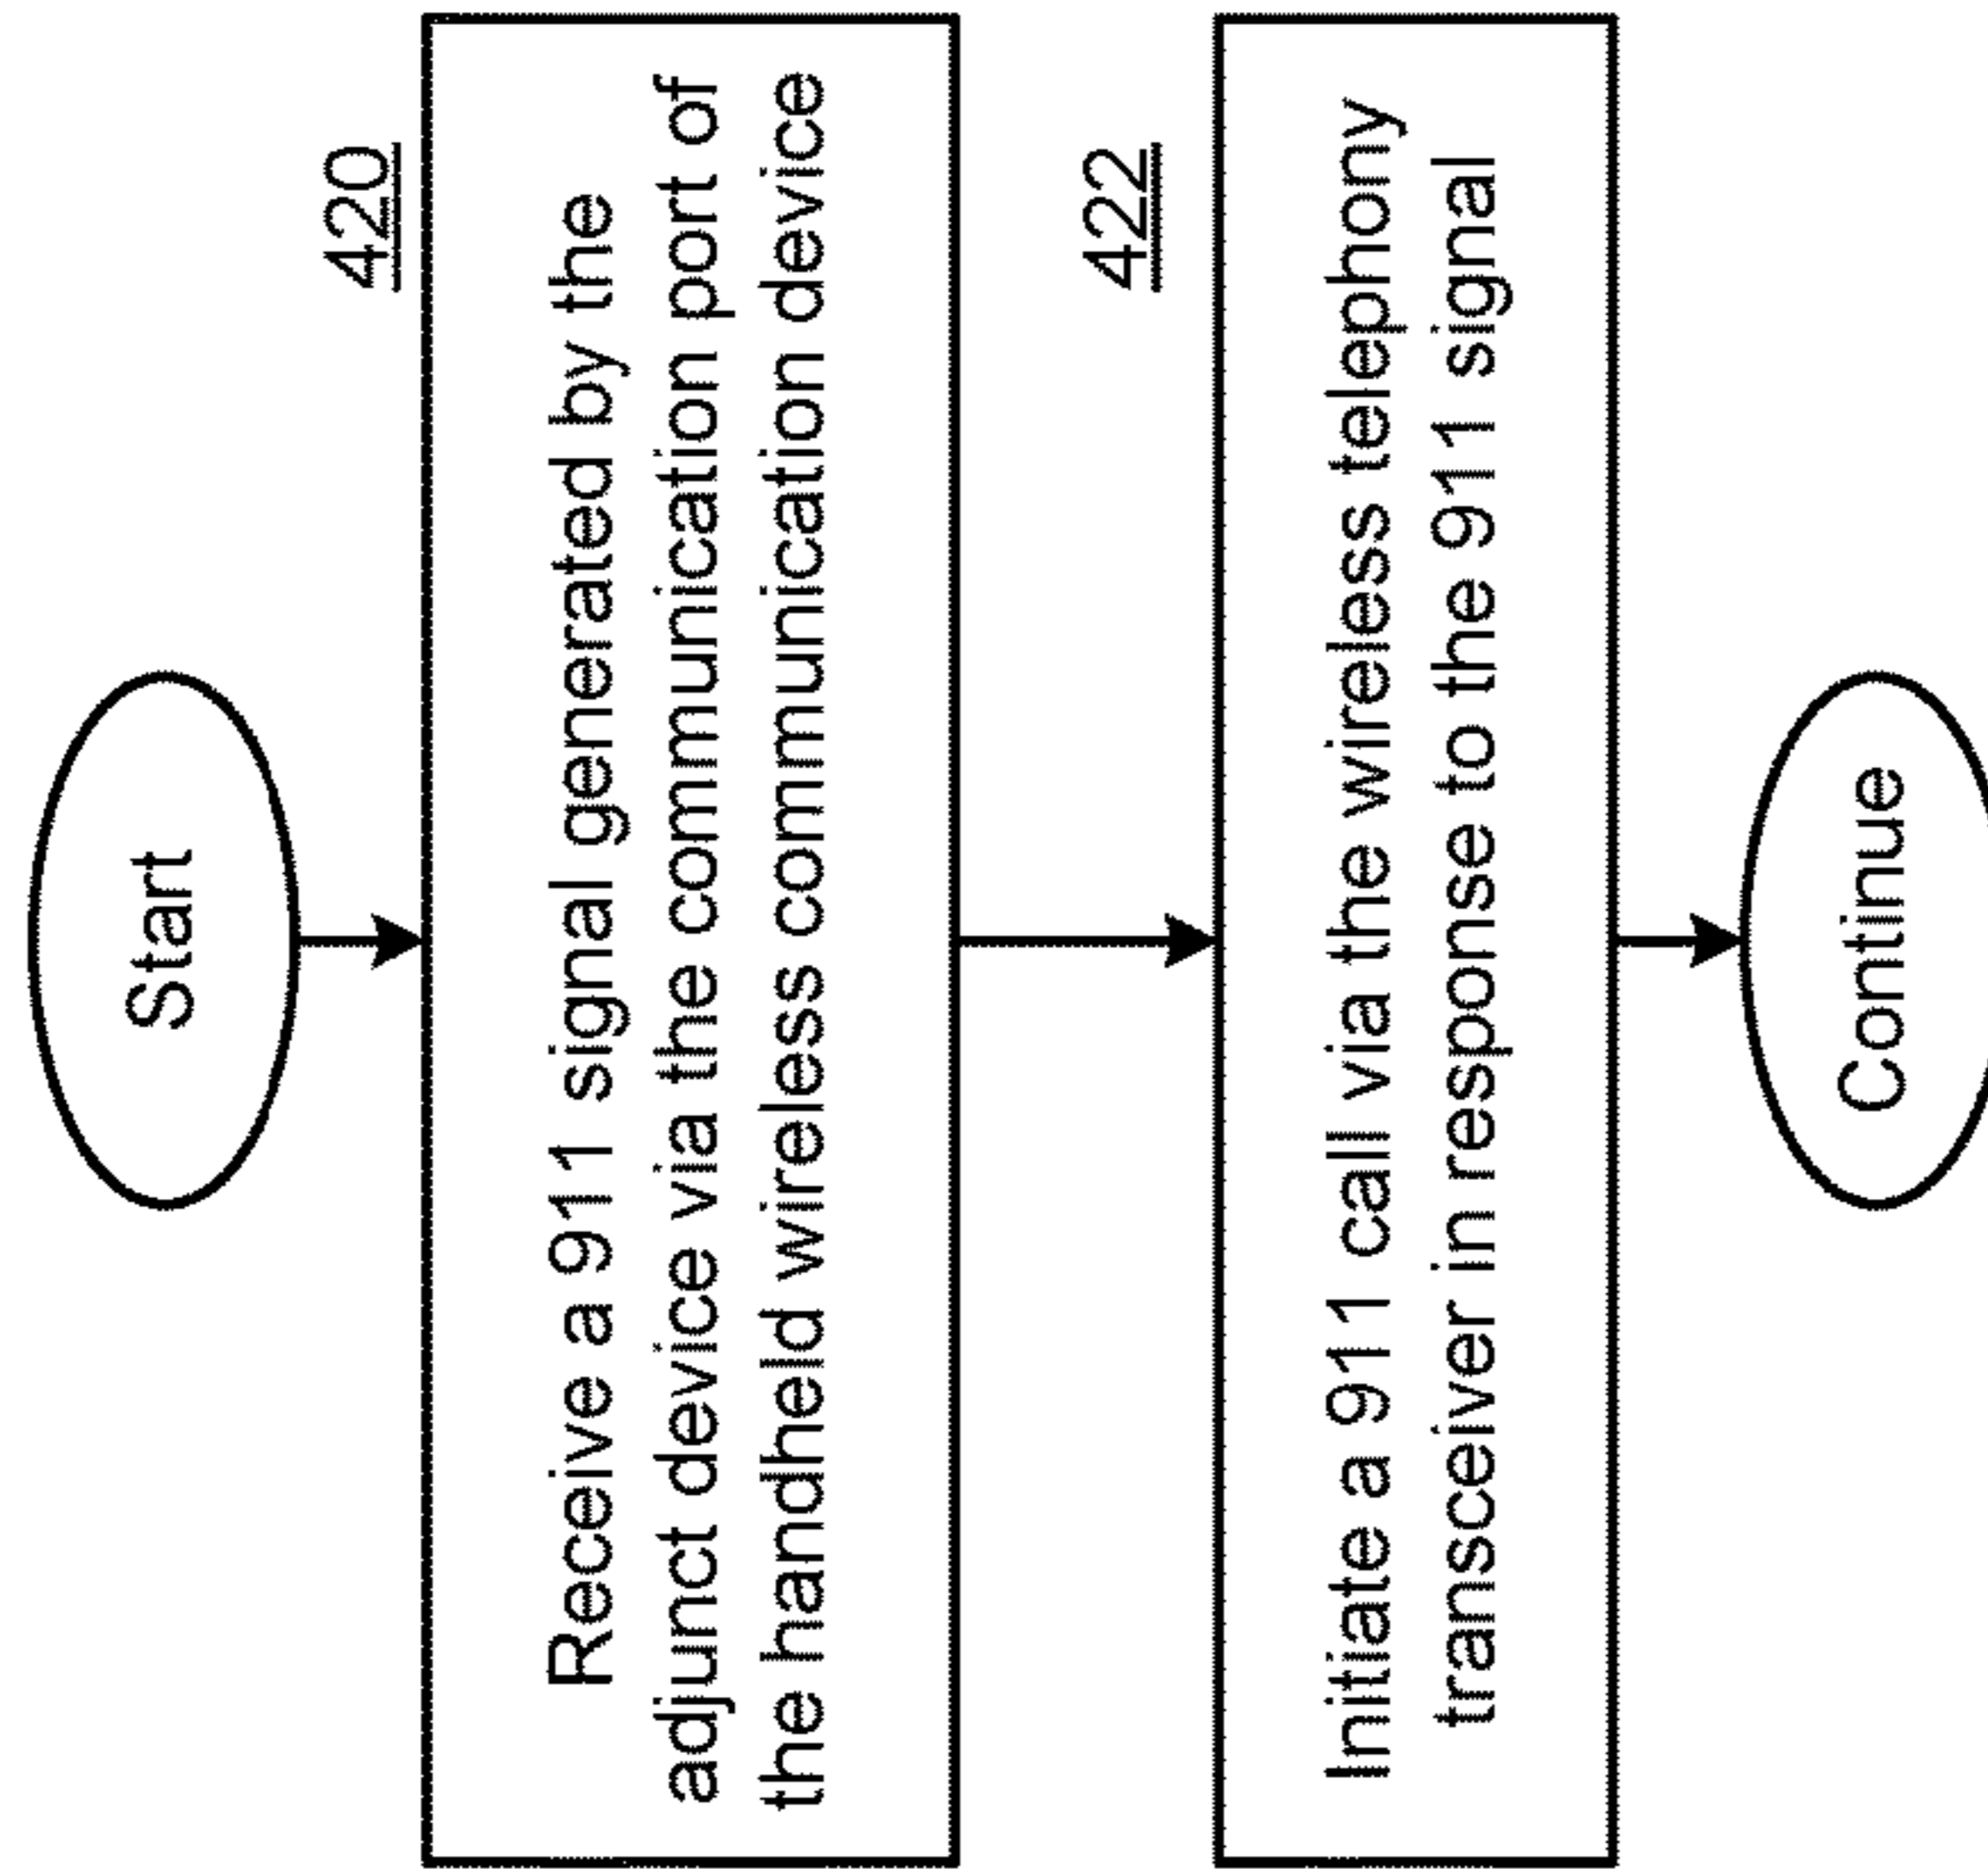 Start
420
Receive a 911 signal generated by the
adjunct device via the communication port of
the handheld wireless communication device
422
Initiate a 911 call via the wireless telephony
transceiver in response to the 911 signal
Continue